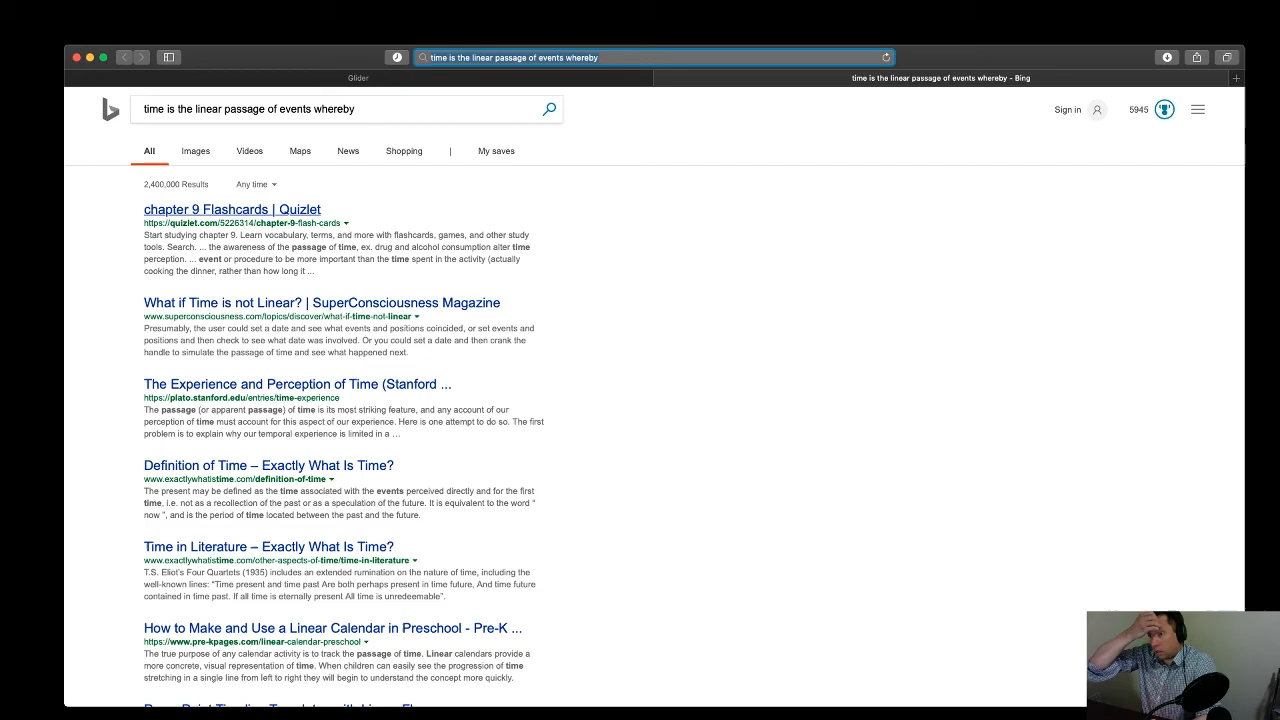 time is the linear passage of events whereby
Glider
time is the linear passage of events whereby - Bing
time is the linear passage of events whereby
Sign in
5945
All
Images
Videos
Maps
News
Shopping
|
My saves
2,400,000 Results
Any time
chapter 9 Flashcards | Quizlet
https://quizlet.com/5226314/chapter-9-flash-cards
Start studying chapter 9. Learn vocabulary, terms, and more with flashcards, games, and other study
tools. Search. ... the awareness of the passage of time, ex. drug and alcohol consumption alter time
perception. ... event or procedure to be more important than the time spent in the activity (actually
cooking the dinner, rather than how long it ...
What if Time is not Linear? | SuperConsciousness Magazine
www.superconsciousness.com/topics/discover/what-if-time-not-linear
Presumably, the user could set a date and see what events and positions coincided, or set events and
positions and then check to see what date was involved. Or you could set a date and then crank the
handle to simulate the passage of time and see what happened next.
The Experience and Perception of Time (Stanford ...
https://plato.stanford.edu/entries/time-experience
The passage (or apparent passage) of time is its most striking feature, and any account of our
perception of time must account for this aspect of our experience. Here is one attempt to do so. The first
problem is to explain why our temporal experience is limited in a …
Definition of Time – Exactly What Is Time?
www.exactlywhatistime.com/definition-of-time
The present may be defined as the time associated with the events perceived directly and for the first
time, i.e. not as a recollection of the past or as a speculation of the future. It is equivalent to the word “
now ”, and is the period of time located between the past and the future.
Time in Literature – Exactly What Is Time?
www.exactlywhatistime.com/other-aspects-of-time/time-in-literature
T.S. Eliot’s Four Quartets (1935) includes an extended rumination on the nature of time, including the
well-known lines: “Time present and time past Are both perhaps present in time future, And time future
contained in time past. If all time is eternally present All time is unredeemable”.
How to Make and Use a Linear Calendar in Preschool - Pre-K ...
https://www.pre-kpages.com/linear-calendar-preschool
The true purpose of any calendar activity is to track the passage of time. Linear calendars provide a
more concrete, visual representation of time. When children can easily see the progression of time
stretching in a single line from left to right they will begin to understand the concept more quickly.